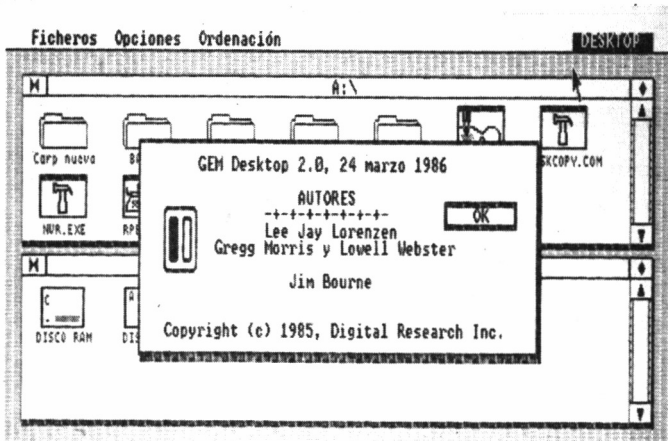 Ficheros Opciones Ordenación DESKTOP
A:\
Carp nuova
SKCOPY.COM
NVR.EXE
GEM Desktop 2.0, 24 marzo 1986
AUTORES
-+-+-+-+-+-+-
Lee Jay Lorenzen
Gregg Morris y Lowell Webster
Jim Bourne
OK
Copyright (c) 1985, Digital Research Inc.
C
DISCO RAM
A